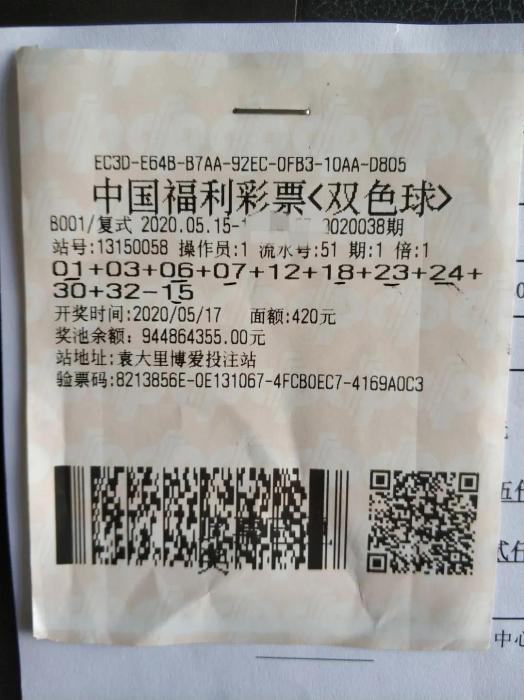 EC3D-E64B-B7AA-92EC-0FB3-10AA-D805
中国福利彩票<双色球>
B001/复式 2020.05.15-1 2020038期
站号:13150058 操作员:1 流水号:51 期:1 倍:1
01+03+06+07+12+18+23+24+
30+32-15
开奖时间:2020/05/17 面额:420元
奖池余额: 944864355.00元
站地址:袁大里博爱投注站
验票码:8213856E-0E131067-4FCB0EC7-4169A0C3
中心